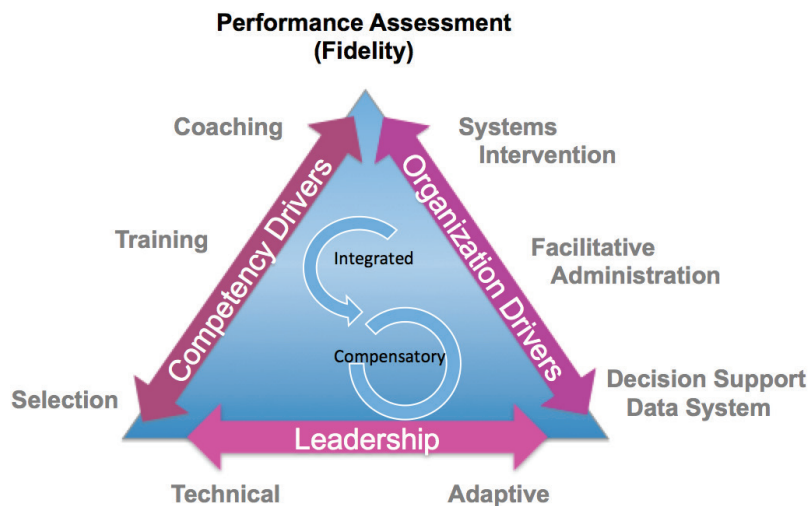 Performance Assessment
(Fidelity)
Coaching
Systems
Intervention
Training
Competency Drivers
Organization Drivers
Integrated
Facilitative
Administration
Compensatory
Selection
Decision Support
Data System
Leadership
Technical
Adaptive